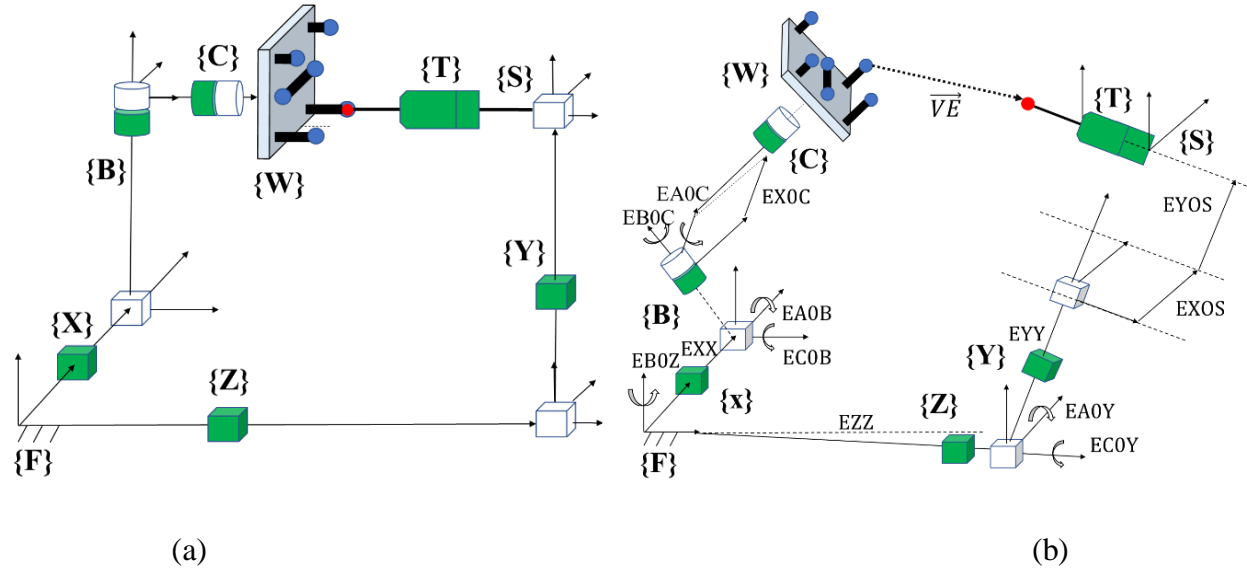 {C}
{T}
{S}
{B}
{W}
{Y}
{X}
{Z}
{F}
(a)
{W}
{T}
VE
{S}
{C}
EA0C
EX0C
EB0C
EYOS
{B}
EA0B
EXOS
EXX
EC0B
EYY
{Y}
EB0Z
{x}
{Z}
EA0Y
EZZ
EC0Y
{F}
(b)